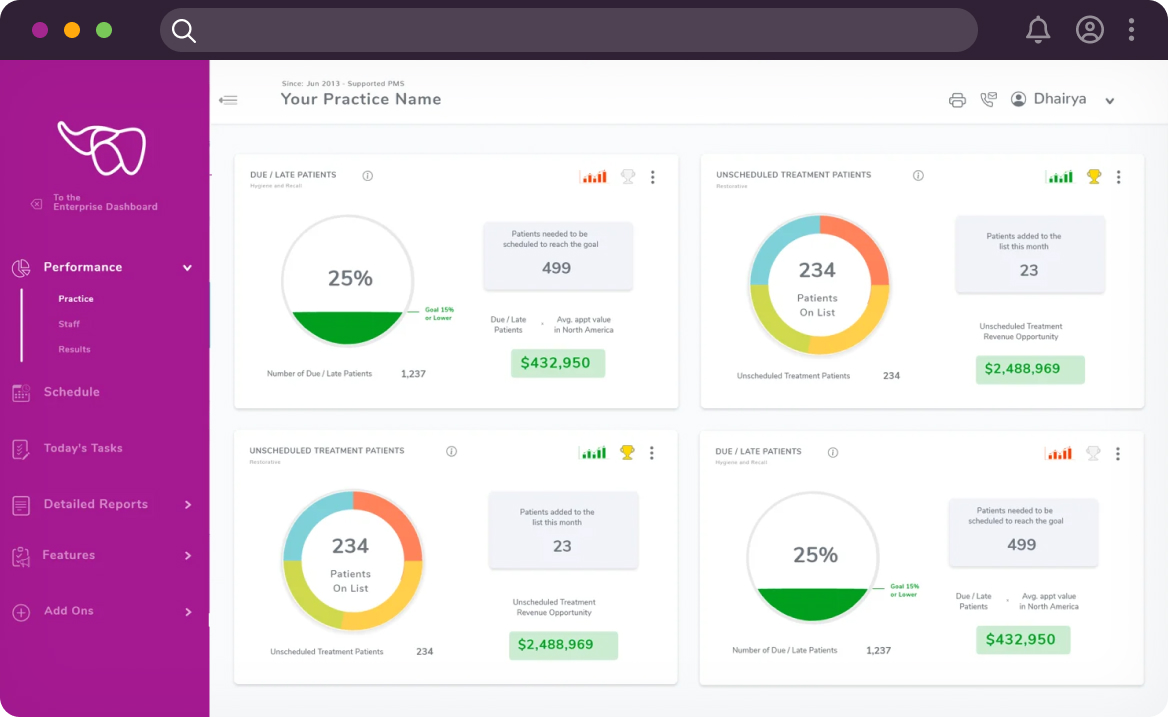 Since: Jun 2013 - Supported PMS
Your Practice Name
Dhairya
To the
Enterprise Dashboard
Performance
Practice
Staff
Results
Schedule
Today's Tasks
Detailed Reports
Features
Add Ons
DUE / LATE PATIENTS
Hygiene and Recall
25%
Goal 15%
or Lower
Number of Due / Late Patients 1,237
Patients needed to be
scheduled to reach the goal
499
Due / Late
Patients
Avg. appt value
in North America
$432,950
UNSCHEDULED TREATMENT PATIENTS
Restorative
234
Patients
On List
Unscheduled Treatment Patients 234
Patients added to the
list this month
23
Unscheduled Treatment
Revenue Opportunity
$2,488,969
UNSCHEDULED TREATMENT PATIENTS
Restorative
234
Patients
On List
Unscheduled Treatment Patients 234
Patients added to the
list this month
23
Unscheduled Treatment
Revenue Opportunity
$2,488,969
DUE / LATE PATIENTS
Hygiene and Recall
25%
Goal 15%
or Lower
Number of Due / Late Patients 1,237
Patients needed to be
scheduled to reach the goal
499
Due / Late
Patients
Avg. appt value
in North America
$432,950